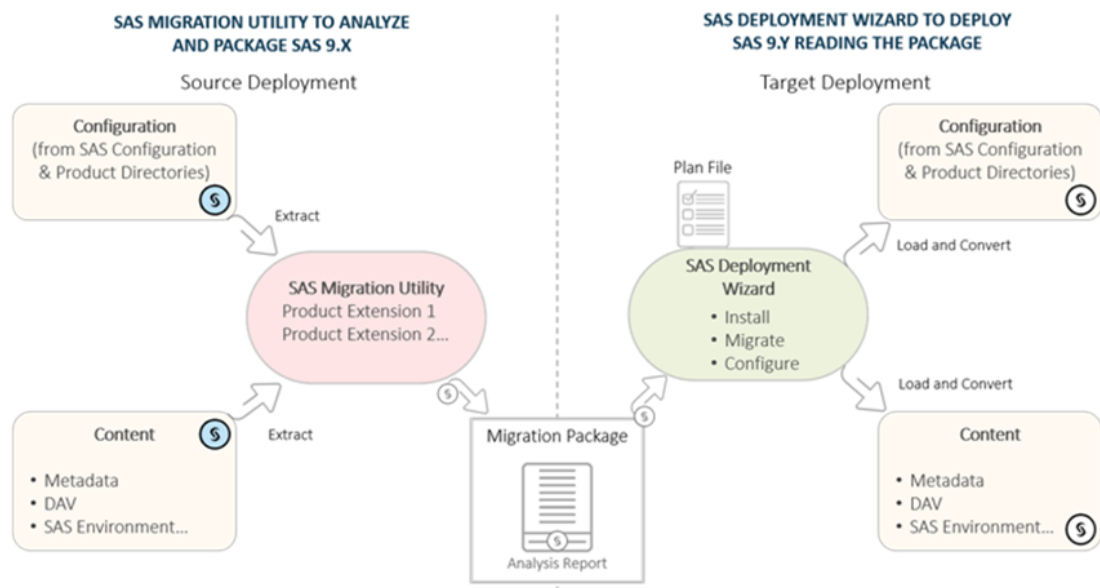 SAS MIGRATION UTILITY TO ANALYZE
AND PACKAGE SAS 9.X
Source Deployment
Configuration
(from SAS Configuration
& Product Directories)
Extract
SAS Migration Utility
Product Extension 1
Product Extension 2...
Content
• Metadata
• DAV
• SAS Environment...
Extract
Migration Package
Analysis Report
SAS DEPLOYMENT WIZARD TO DEPLOY
SAS 9.Y READING THE PACKAGE
Target Deployment
Plan File
SAS Deployment
Wizard
• Install
• Migrate
• Configure
Configuration
(from SAS Configuration
& Product Directories)
Load and Convert
Load and Convert
Content
• Metadata
• DAV
• SAS Environment...